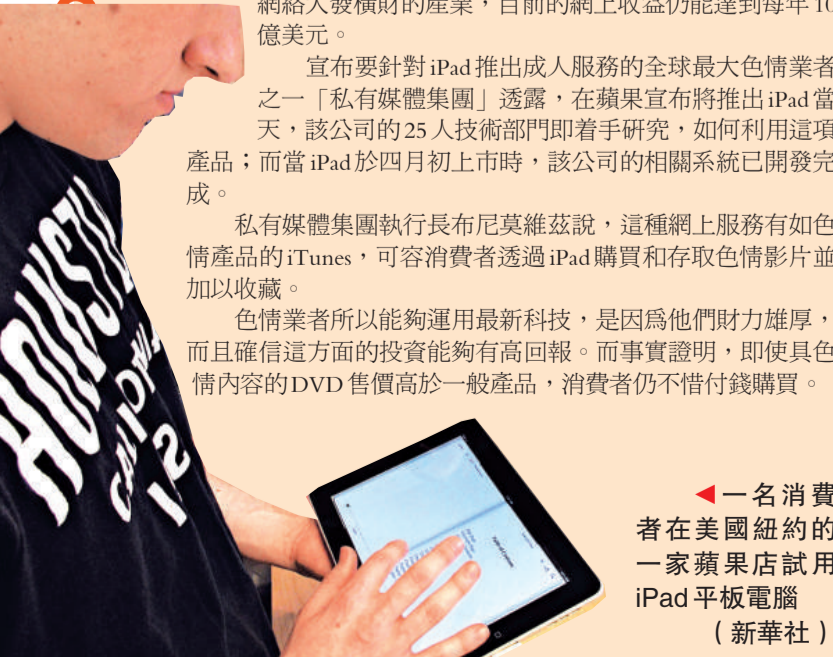 網絡大發橫財的產業，目前的網上收益仍能達到每年10
億美元。
宣布要針對iPad推出成人服務的全球最大色情業者
之一「私有媒體集團」透露，在蘋果宣布將推出iPad當
天，該公司的25人技術部門即着手研究，如何利用這項
產品；而當iPad於四月初上市時，該公司的相關系統已開發完
成。
私有媒體集團執行長布尼莫維茲說，這種網上服務有如色
情產品的iTunes，可容消費者透過iPad購買和存取色情影片並
加以收藏。
色情業者所以能夠運用最新科技，是因爲他們財力雄厚，
而且確信這方面的投資能夠有高回報。而事實證明，即使具色
情內容的DVD售價高於一般產品，消費者仍不惜付錢購買。
12
◀一名消費
者在美國紐約的
一家蘋果店試用
iPad平板電腦
（新華社）